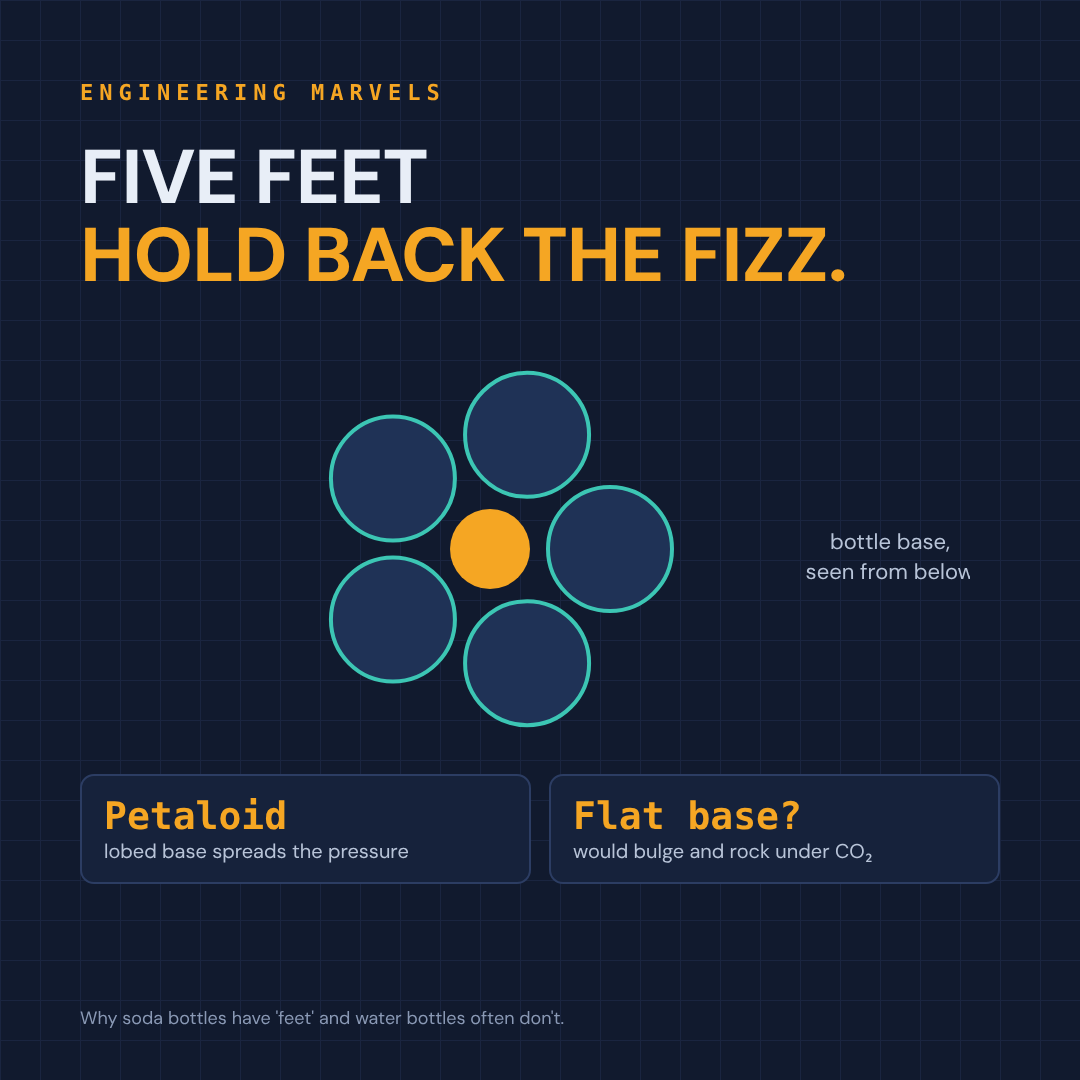 ENGINEERING MARVELS
FIVE FEET
HOLD BACK THE FIZZ.
bottle base,
seen from below
Petaloid
lobed base spreads the pressure
Flat base?
would bulge and rock under CO₂
Why soda bottles have 'feet' and water bottles often don't.